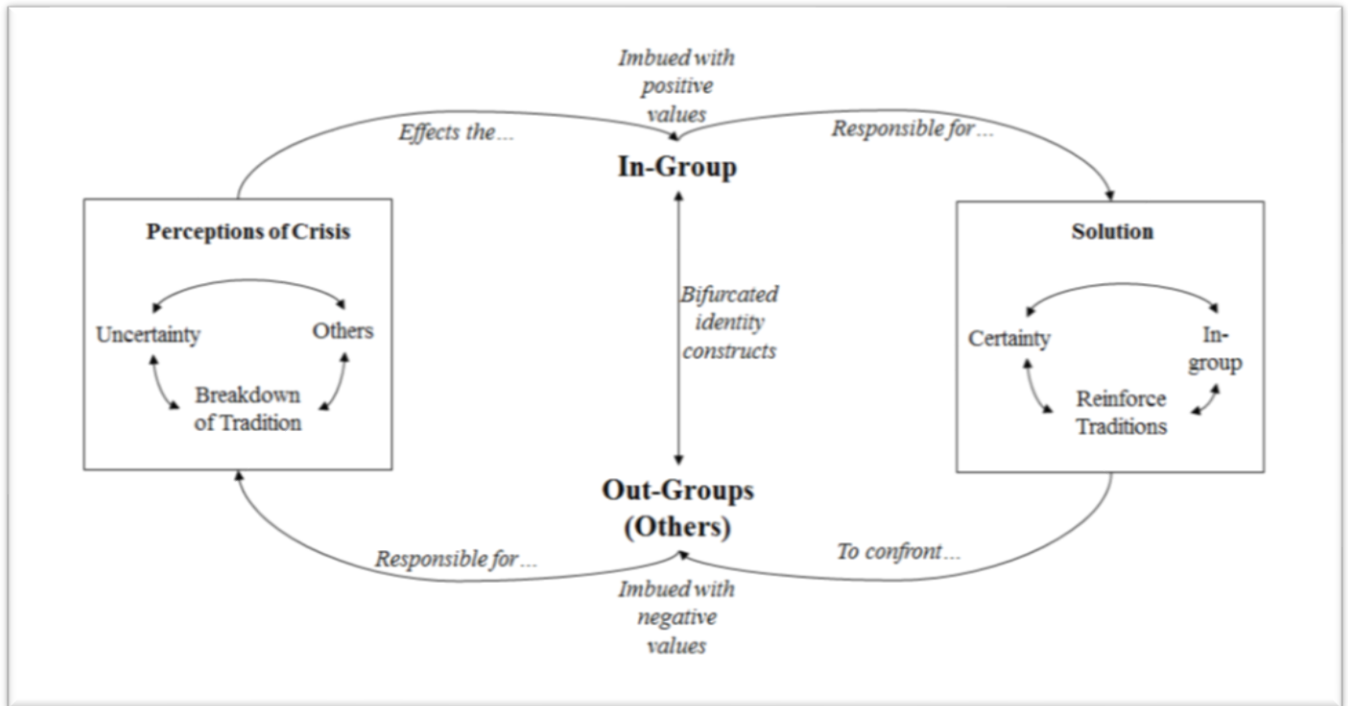 Imbued with
positive
values
Effects the...
Responsible for...
In-Group
Perceptions of Crisis
Uncertainty
Others
Breakdown
of Tradition
Bifurcated
identity
constructs
Solution
Certainty
In-
group
Reinforce
Traditions
Out-Groups
(Others)
Responsible for...
To confront...
Imbued with
negative
values